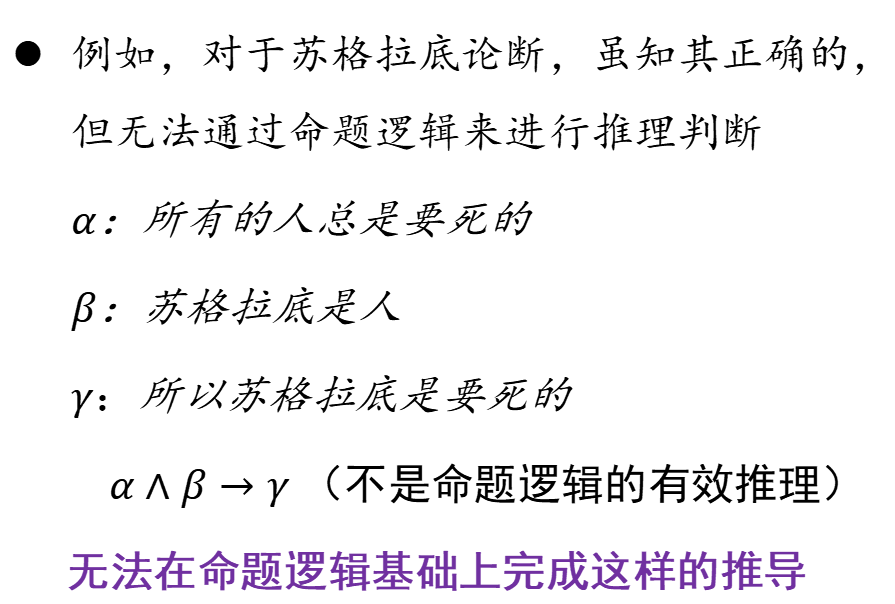 ● 例如，对于苏格拉底论断，虽知其正确的，
但无法通过命题逻辑来进行推理判断
α：所有的人总是要死的
β：苏格拉底是人
γ：所以苏格拉底是要死的
α ∧ β → γ （不是命题逻辑的有效推理）
无法在命题逻辑基础上完成这样的推导